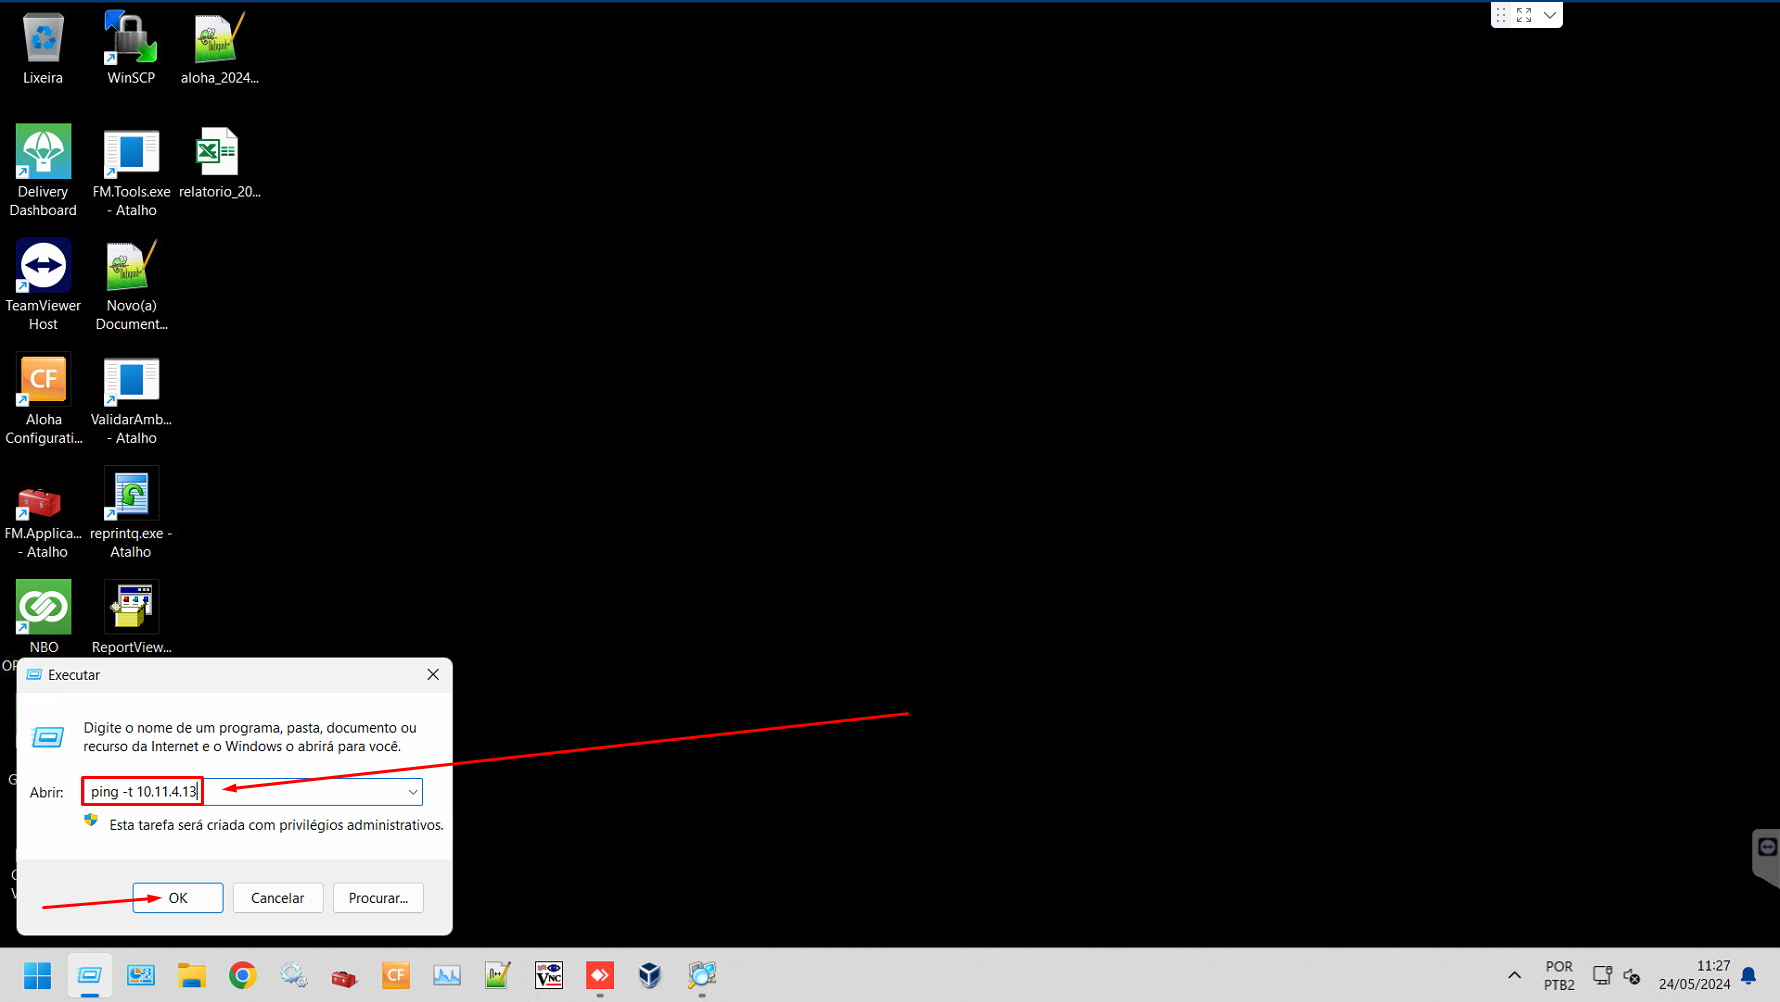 Lixeira
WinSCP
aloha_2024...
Delivery
Dashboard
FM.Tools.exe
- Atalho
relatorio_20...
TeamViewer
Host
Novo(a)
Document...
CF
Aloha
Configurati...
ValidarAmb...
- Atalho
FM.Applica...
- Atalho
reprintq.exe -
Atalho
NBO
ReportView...
Executar
Digite o nome de um programa, pasta, documento ou
recurso da Internet e o Windows o abrirá para você.
Abrir:
ping -t 10.11.4.13
Esta tarefa será criada com privilégios administrativos.
OK
Cancelar
Procurar...
CF
VNC
POR
PTB2
11:27
24/05/2024